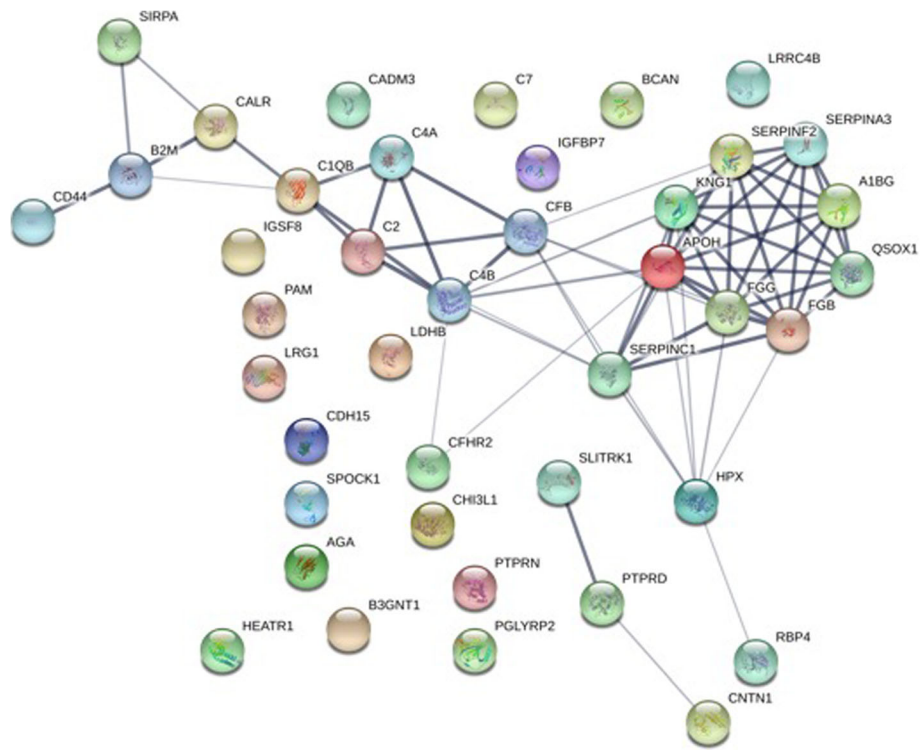 SIRPA
LRRC4B
CADM3
C7
BCAN
CALR
SERPINA3
C4A
SERPINF2
B2M
IGFBP7
C1QB
KNG1
A1BG
CD44
CFB
IGSF8
C2
APOH
QSOX1
C4B
PAM
FGG
FGB
LDHB
LRG1
SERPINC1
CDH15
CFHR2
SLITRK1
HPX
SPOCK1
CHI3L1
AGA
PTPRN
PTPRD
B3GNT1
HEATR1
PGLYRP2
RBP4
CNTN1